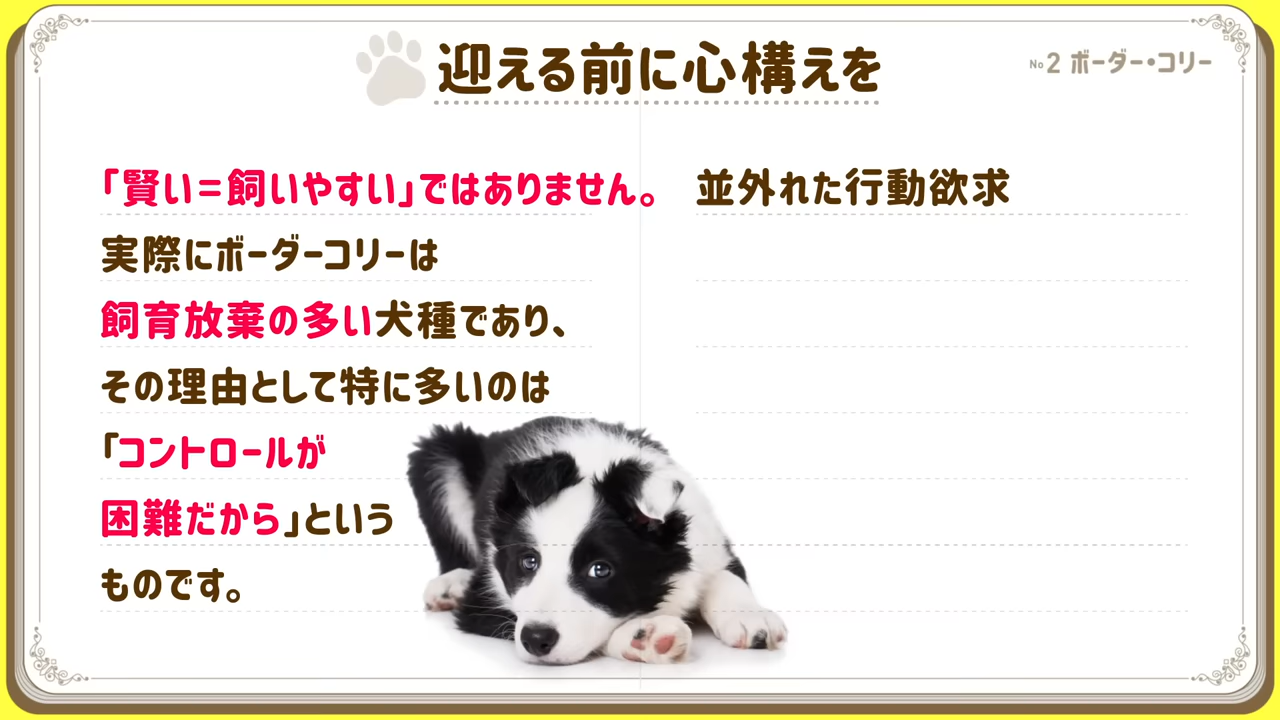 迎える前に心構えを
№2 ボーダー・コリー
「賢い=飼いやすい」ではありません。
実際にボーダーコリーは
飼育放棄の多い犬種であり、
その理由として特に多いのは
「コントロールが
困難だから」という
ものです。
並外れた行動欲求